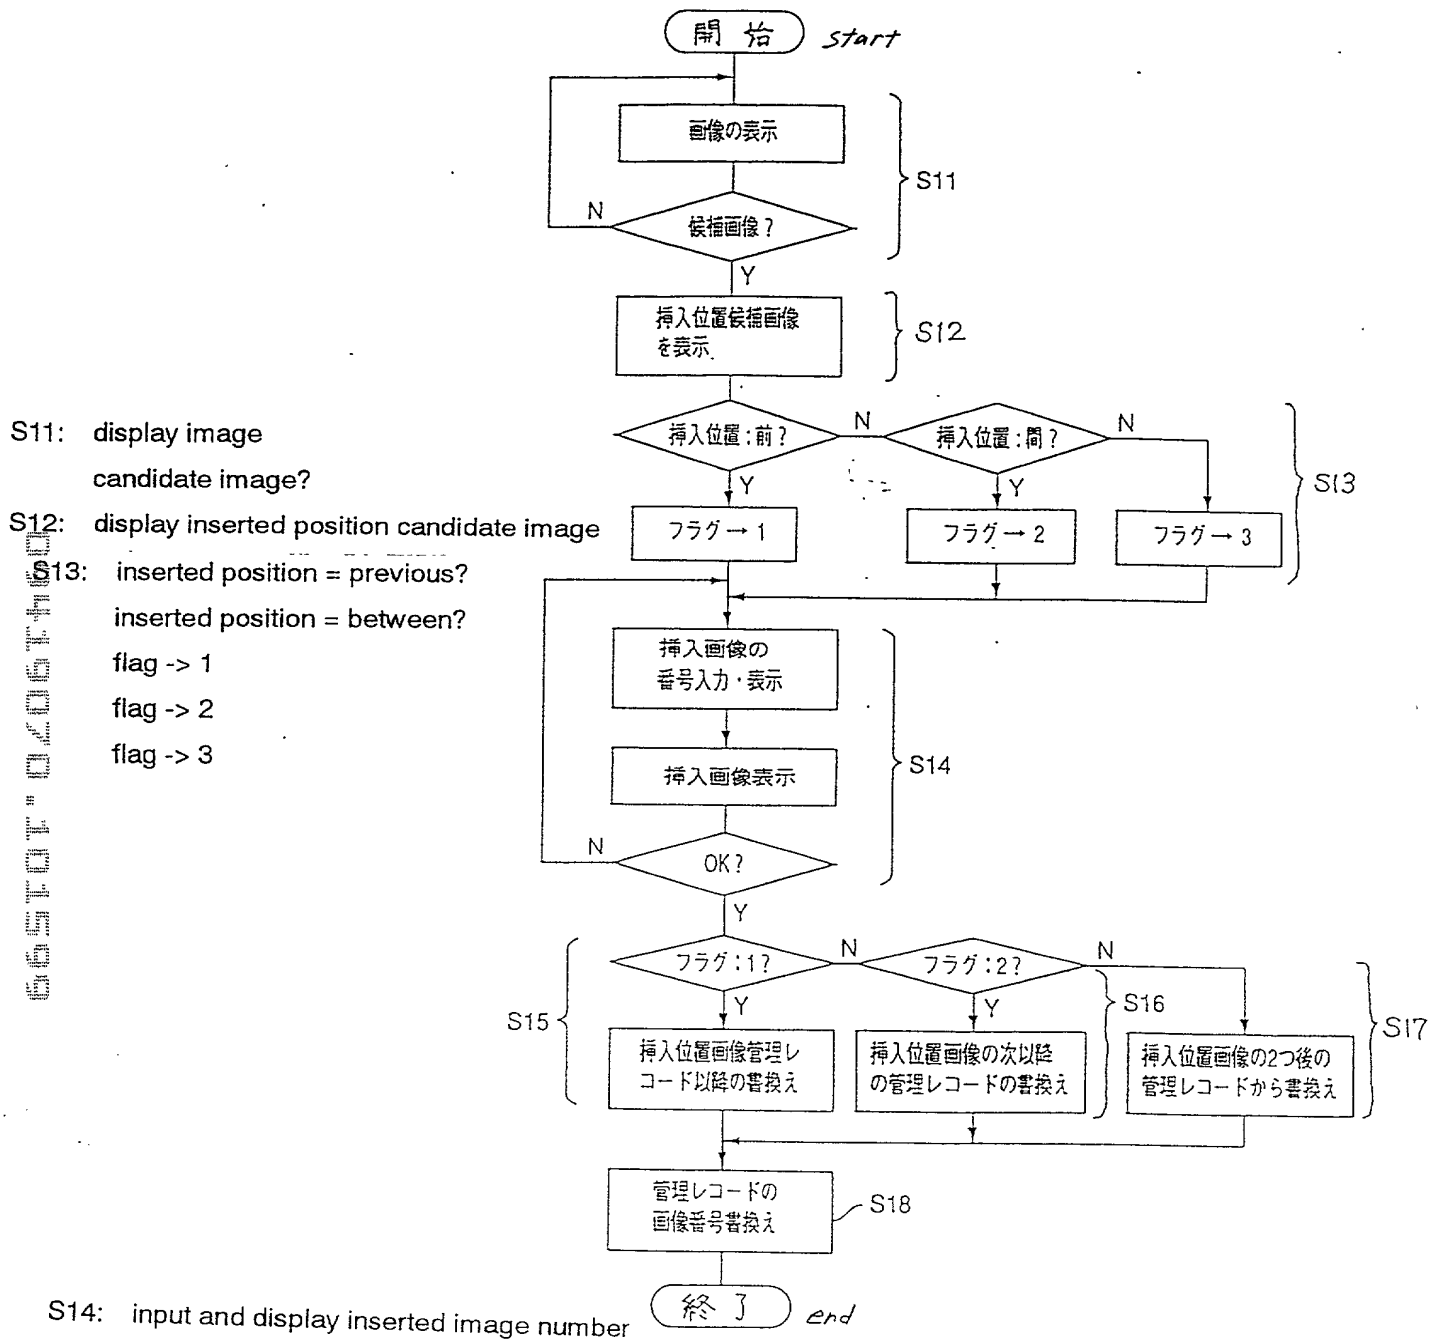 開始 start
画像の表示
S11
N
候補画像?
Y
挿入位置候補画像
を表示
S12
挿入位置:前?
N
挿入位置:間?
N
S13
Y
Y
フラグ→1
フラグ→2
フラグ→3
挿入画像の
番号入力・表示
挿入画像表示
S14
N
OK?
Y
フラグ:1?
N
フラグ:2?
N
S15
Y
Y
S16
S17
挿入位置画像管理レ
コード以降の書換え
挿入位置画像の次以降
の管理レコードの書換え
挿入位置画像の2つ後の
管理レコードから書換え
管理レコードの
画像番号書換え
S18
終了 end
S11: display image
candidate image?
S12: display inserted position candidate image
S13: inserted position = previous?
inserted position = between?
flag -> 1
flag -> 2
flag -> 3
S14: input and display inserted image number
09419070.101599